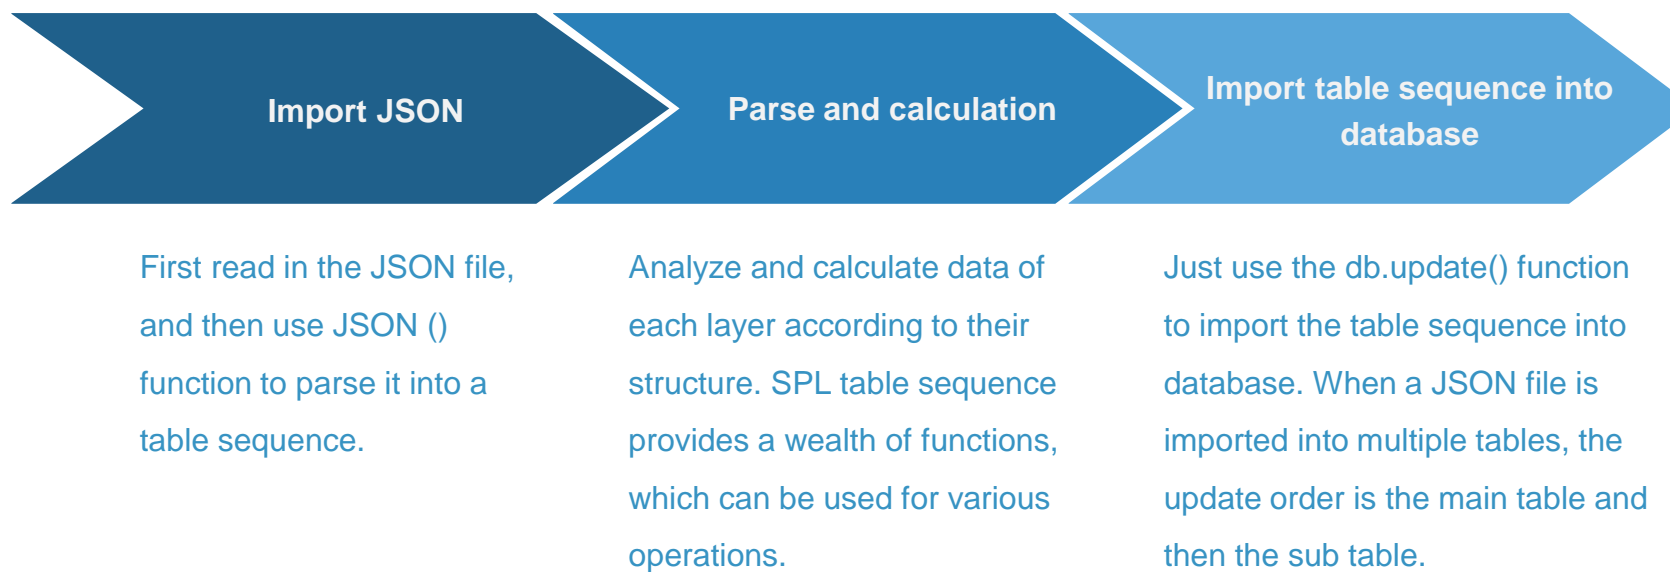 Import JSON
Parse and calculation
Import table sequence into
database
First read in the JSON file,
and then use JSON ()
function to parse it into a
table sequence.
Analyze and calculate data of
each layer according to their
structure. SPL table sequence
provides a wealth of functions,
which can be used for various
operations.
Just use the db.update() function
to import the table sequence into
database. When a JSON file is
imported into multiple tables, the
update order is the main table and
then the sub table.